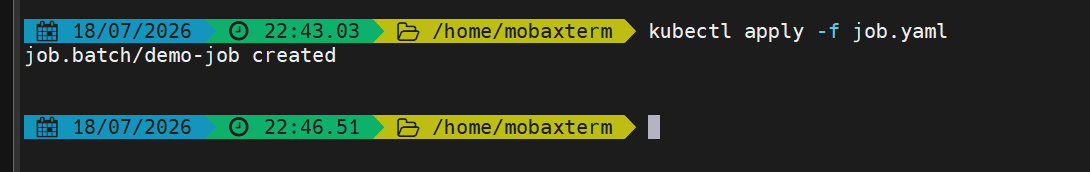 18/07/2026 22:43.03 /home/mobaxterm kubectl apply -f job.yaml
job.batch/demo-job created
18/07/2026 22:46.51 /home/mobaxterm